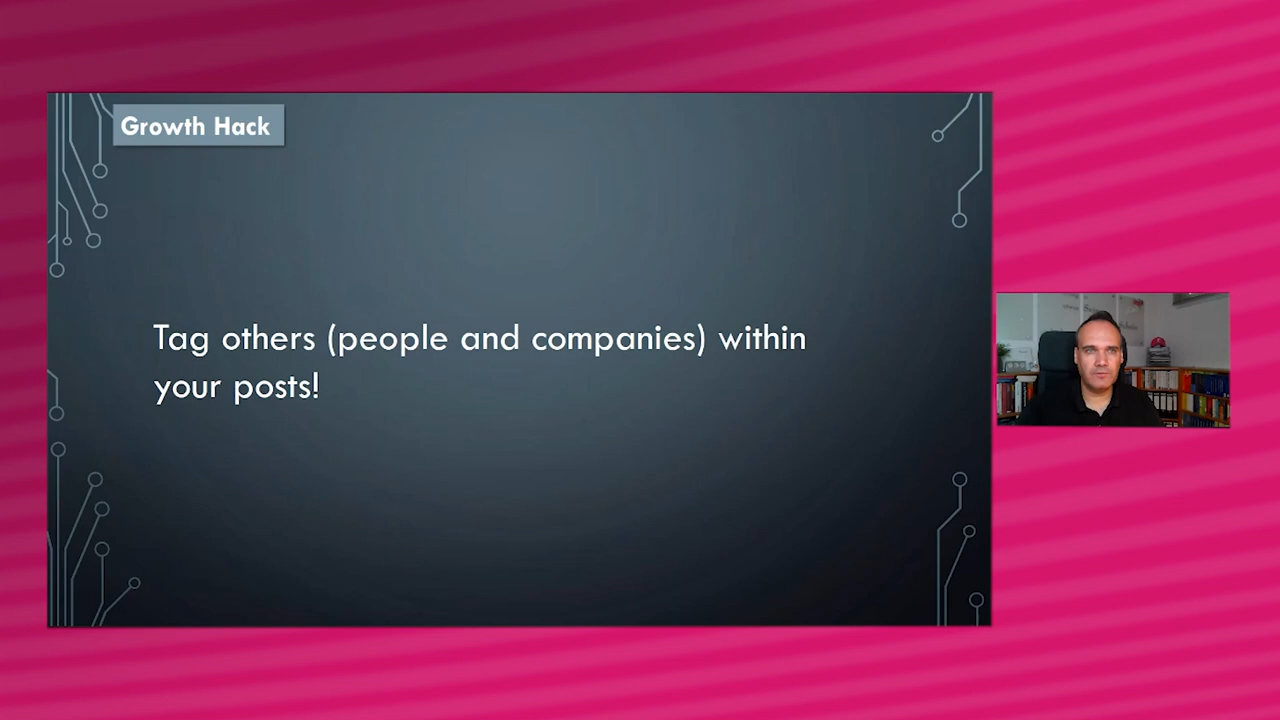 Growth Hack
Tag others (people and companies) within
your posts!